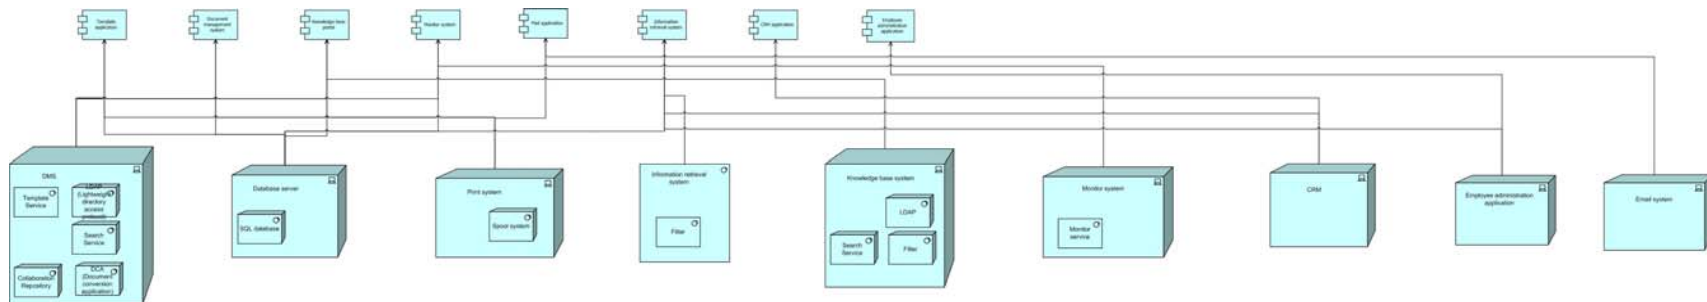 Template
application
Document
management
system
Knowledge base
portal
Monitor system
Mail application
Information
retrieval system
CRM application
Employee
administration
application
DMS
Template
Service
LDAP
(Lightweight
directory
access
protocol)
Search
Service
Collaboration
Repository
DCA
(Document
convention
application)
Database server
SQL database
Print system
Spool system
Information retrieval
system
Filter
Knowledge base system
LDAP
Search
Service
Filter
Monitor system
Monitor
service
CRM
Employee administration
application
Email system